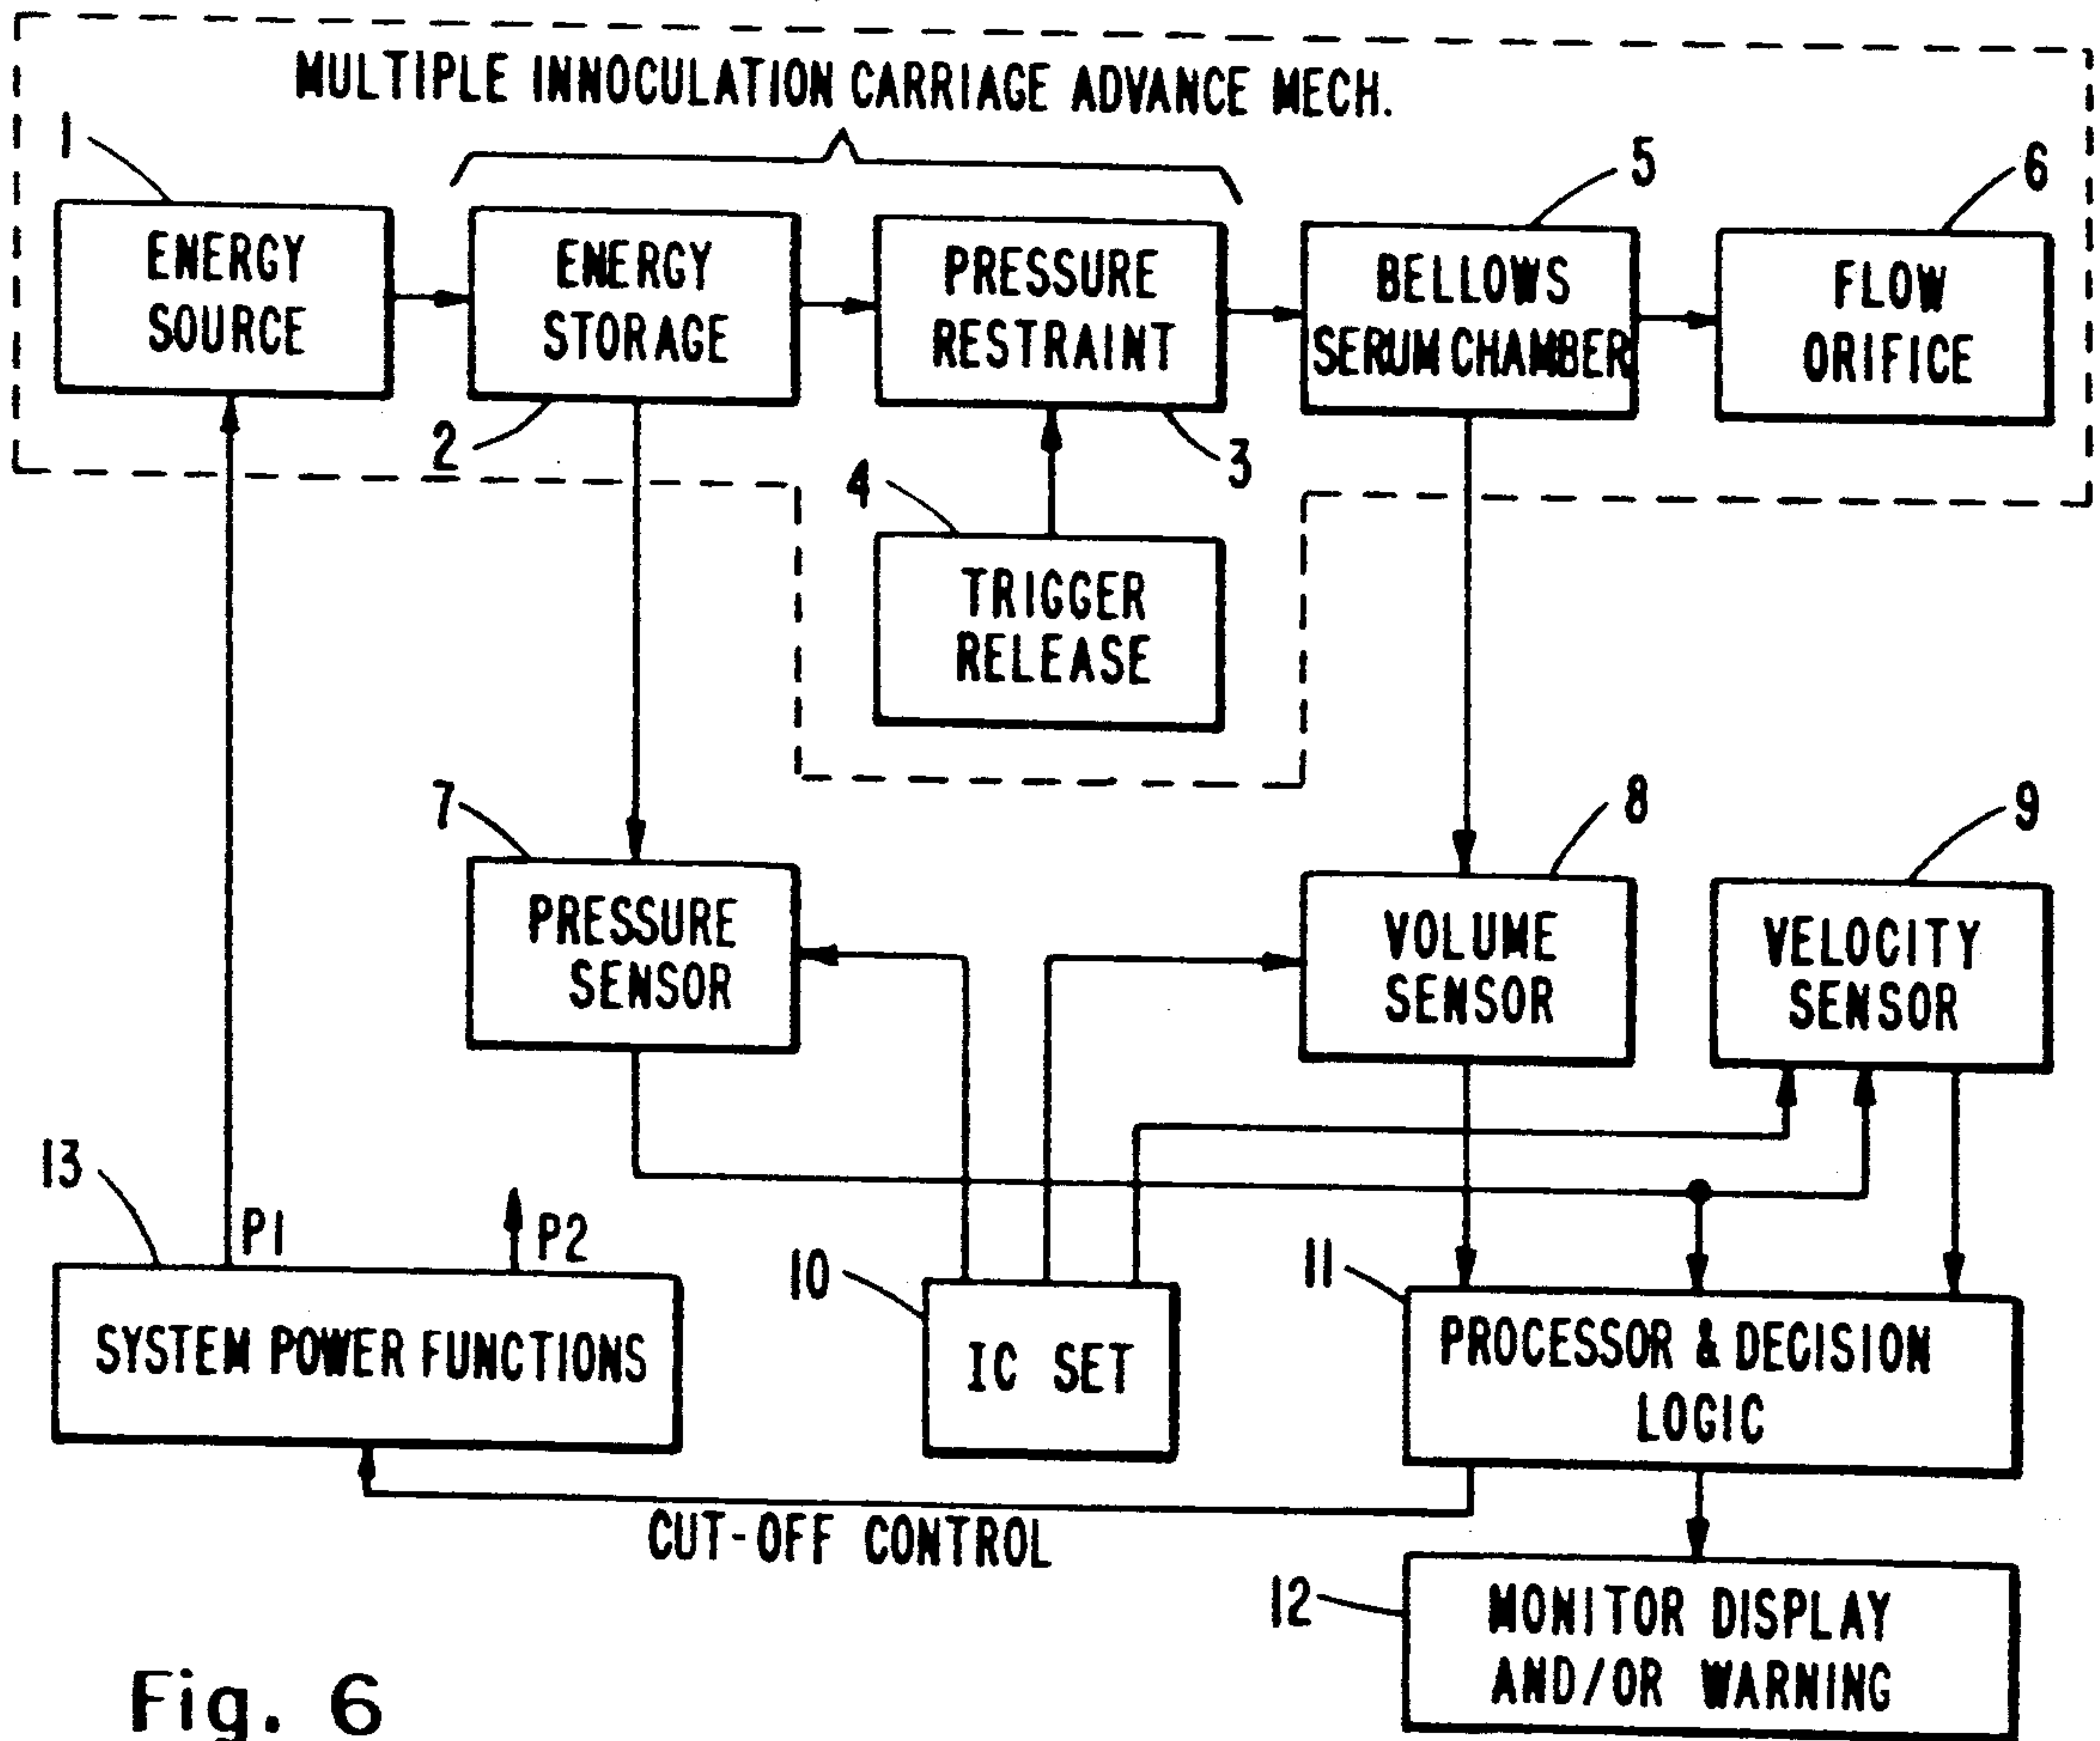 MULTIPLE INNOCULATION CARRIAGE ADVANCE MECH.
1
ENERGY
SOURCE
2
ENERGY
STORAGE
3
PRESSURE
RESTRAINT
4
TRIGGER
RELEASE
5
BELLOWS
SERUM CHAMBER
6
FLOW
ORIFICE
7
PRESSURE
SENSOR
8
VOLUME
SENSOR
9
VELOCITY
SENSOR
13
P1
P2
SYSTEM POWER FUNCTIONS
10
IC SET
11
PROCESSOR & DECISION
LOGIC
CUT-OFF CONTROL
12
MONITOR DISPLAY
AND/OR WARNING
Fig. 6